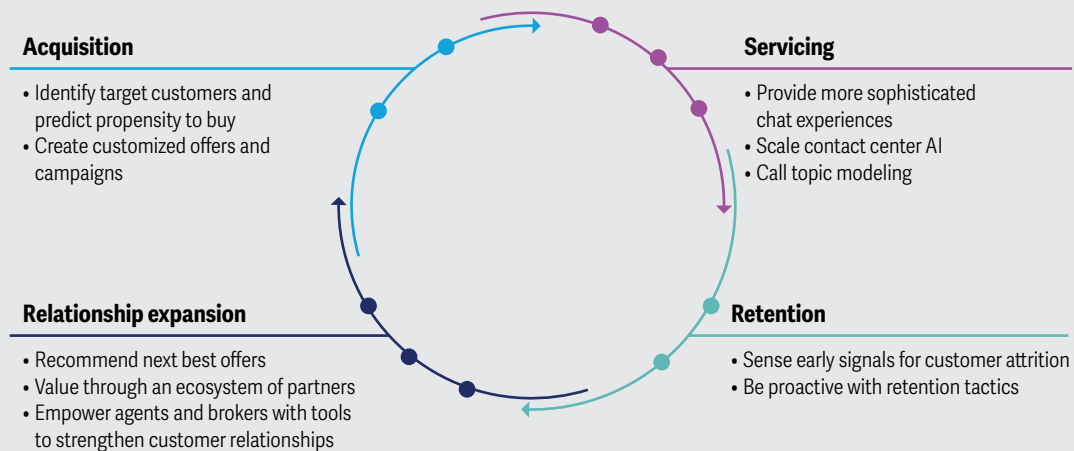 Acquisition
• Identify target customers and
predict propensity to buy
• Create customized offers and
campaigns
Servicing
• Provide more sophisticated
chat experiences
• Scale contact center AI
• Call topic modeling
Relationship expansion
• Recommend next best offers
• Value through an ecosystem of partners
• Empower agents and brokers with tools
to strengthen customer relationships
Retention
• Sense early signals for customer attrition
• Be proactive with retention tactics